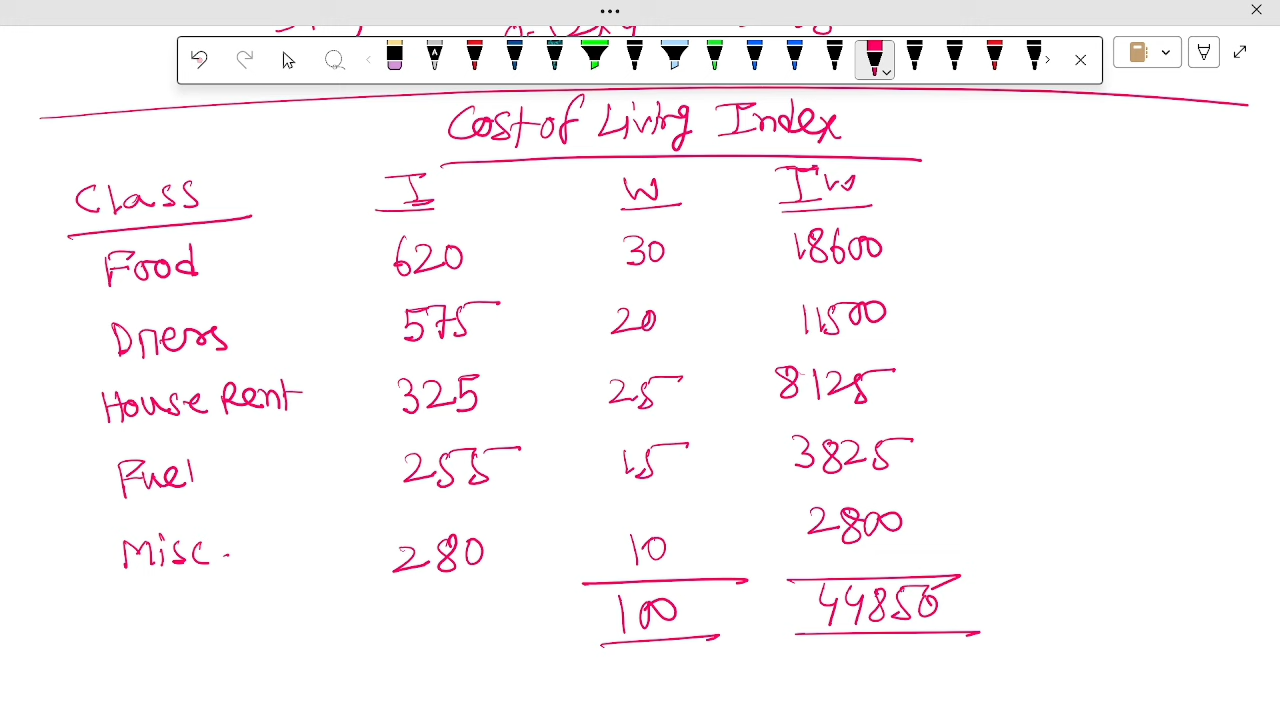 Cost of Living Index
Class I W IW
Food 620 30 18600
Dress 575 20 11500
House Rent 325 25 8125
Fuel 255 15 3825
Misc. 280 10 2800
100 44850